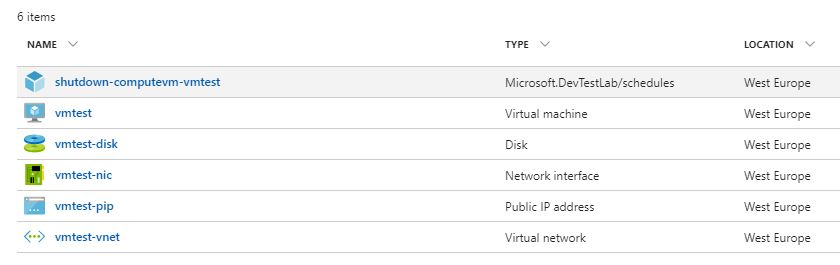 6 items
NAME TYPE LOCATION
shutdown-computevm-vmtest Microsoft.DevTestLab/schedules West Europe
vmtest Virtual machine West Europe
vmtest-disk Disk West Europe
vmtest-nic Network interface West Europe
vmtest-pip Public IP address West Europe
vmtest-vnet Virtual network West Europe